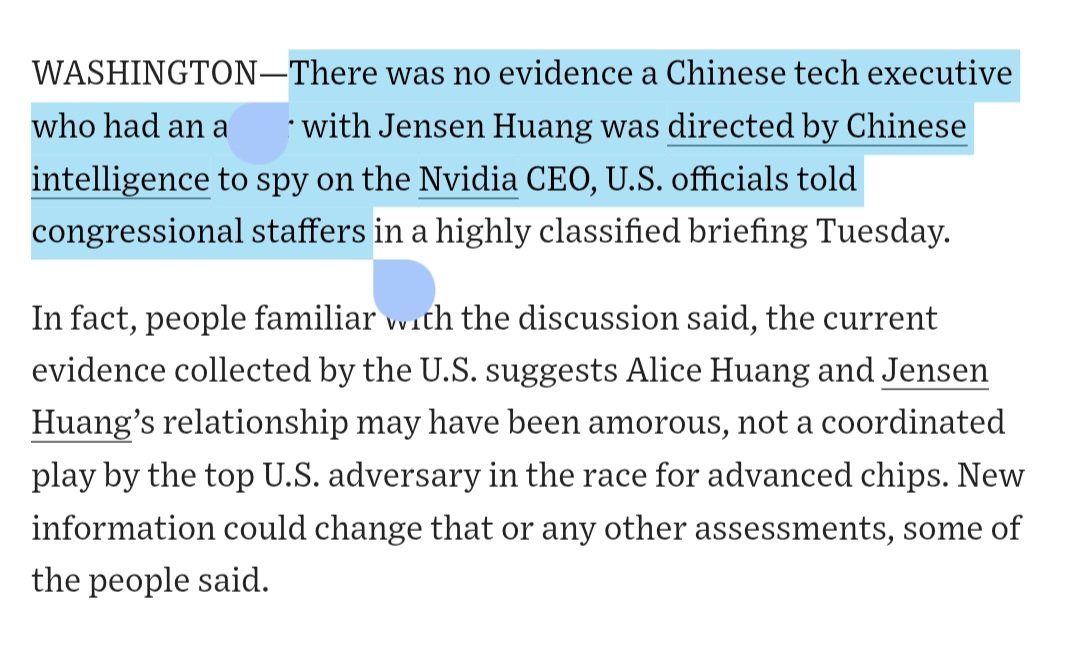 WASHINGTON—There was no evidence a Chinese tech executive
who had an a r with Jensen Huang was directed by Chinese
intelligence to spy on the Nvidia CEO, U.S. officials told
congressional staffers in a highly classified briefing Tuesday.
In fact, people familiar with the discussion said, the current
evidence collected by the U.S. suggests Alice Huang and Jensen
Huang’s relationship may have been amorous, not a coordinated
play by the top U.S. adversary in the race for advanced chips. New
information could change that or any other assessments, some of
the people said.